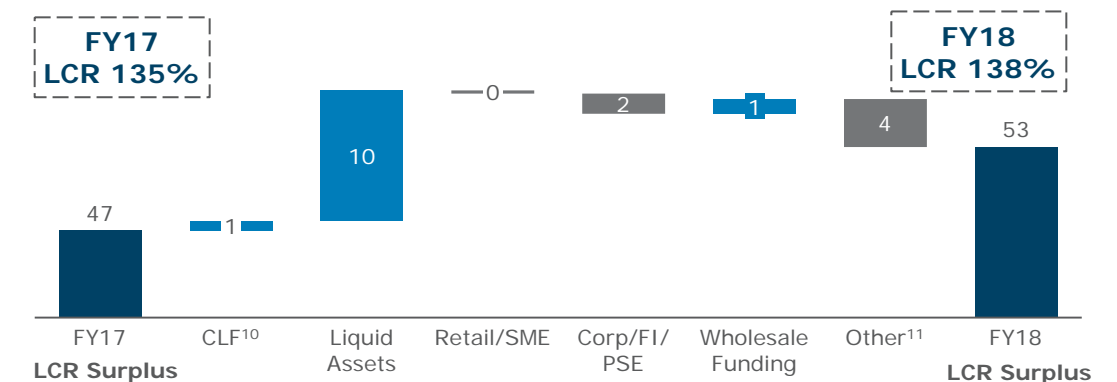 FY17
LCR 135%
FY18
LCR 138%
47
1
10
0
2
1
4
53
FY17
LCR Surplus
CLF¹⁰
Liquid
Assets
Retail/SME
Corp/FI/
PSE
Wholesale
Funding
Other¹¹
FY18
LCR Surplus